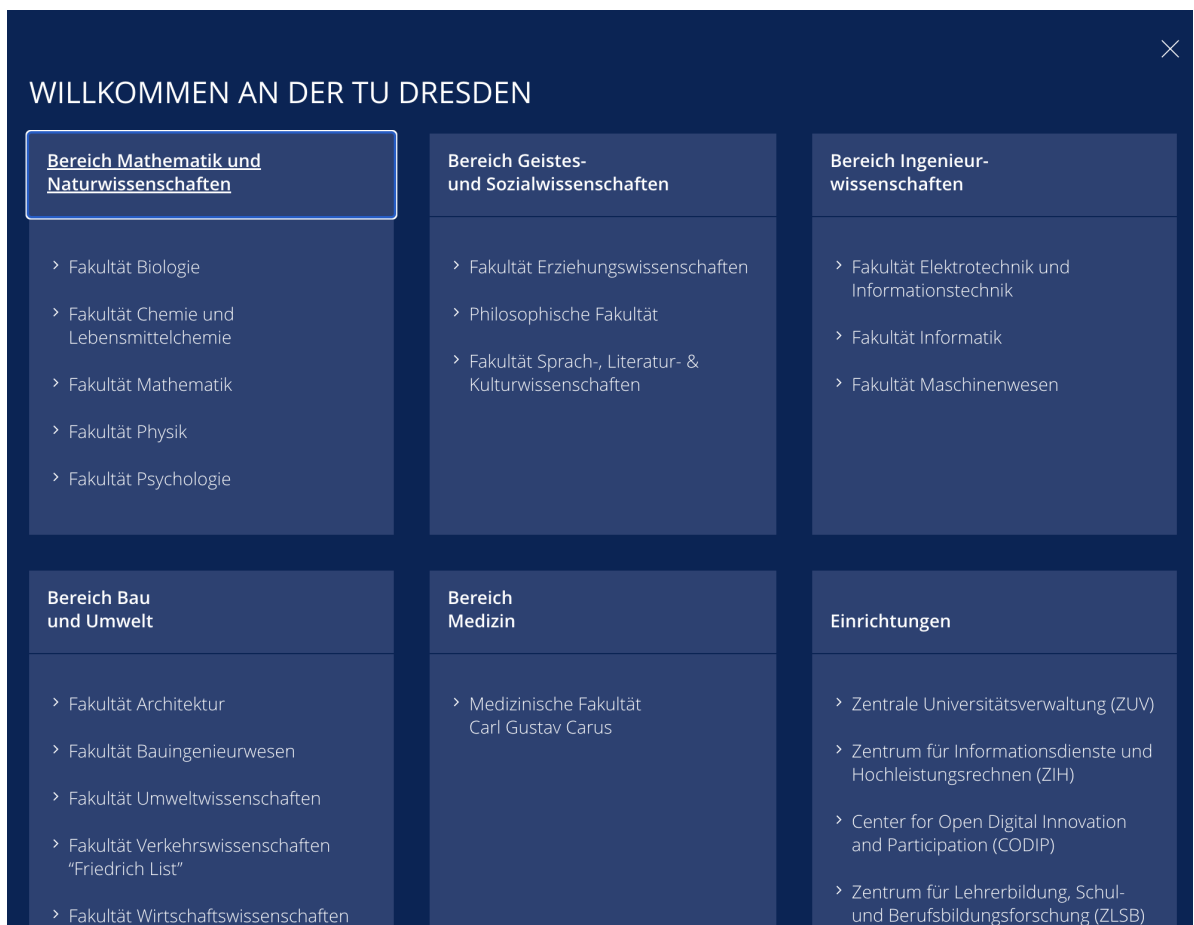 WILLKOMMEN AN DER TU DRESDEN
Bereich Mathematik und
Naturwissenschaften
Fakultät Biologie
Fakultät Chemie und
Lebensmittelchemie
Fakultät Mathematik
Fakultät Physik
Fakultät Psychologie
Bereich Geistes-
und Sozialwissenschaften
Fakultät Erziehungswissenschaften
Philosophische Fakultät
Fakultät Sprach-, Literatur- &
Kulturwissenschaften
Bereich Ingenieur-
wissenschaften
Fakultät Elektrotechnik und
Informationstechnik
Fakultät Informatik
Fakultät Maschinenwesen
Bereich Bau
und Umwelt
Fakultät Architektur
Fakultät Bauingenieurwesen
Fakultät Umweltwissenschaften
Fakultät Verkehrswissenschaften
“Friedrich List”
Fakultät Wirtschaftswissenschaften
Bereich
Medizin
Medizinische Fakultät
Carl Gustav Carus
Einrichtungen
Zentrale Universitätsverwaltung (ZUV)
Zentrum für Informationsdienste und
Hochleistungsrechnen (ZIH)
Center for Open Digital Innovation
and Participation (CODIP)
Zentrum für Lehrerbildung, Schul-
und Berufsbildungsforschung (ZLSB)